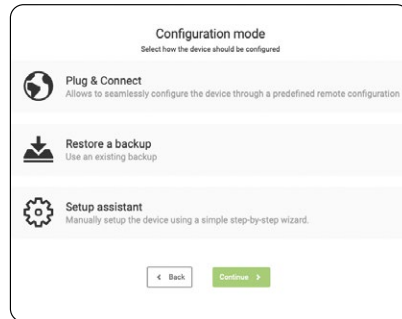 Configuration mode
Select how the device should be configured
Plug & Connect
Allows to seamlessly configure the device through a predefined remote configuration
Restore a backup
Use an existing backup
Setup assistant
Manually setup the device using a simple step-by-step wizard.
< Back
Continue >